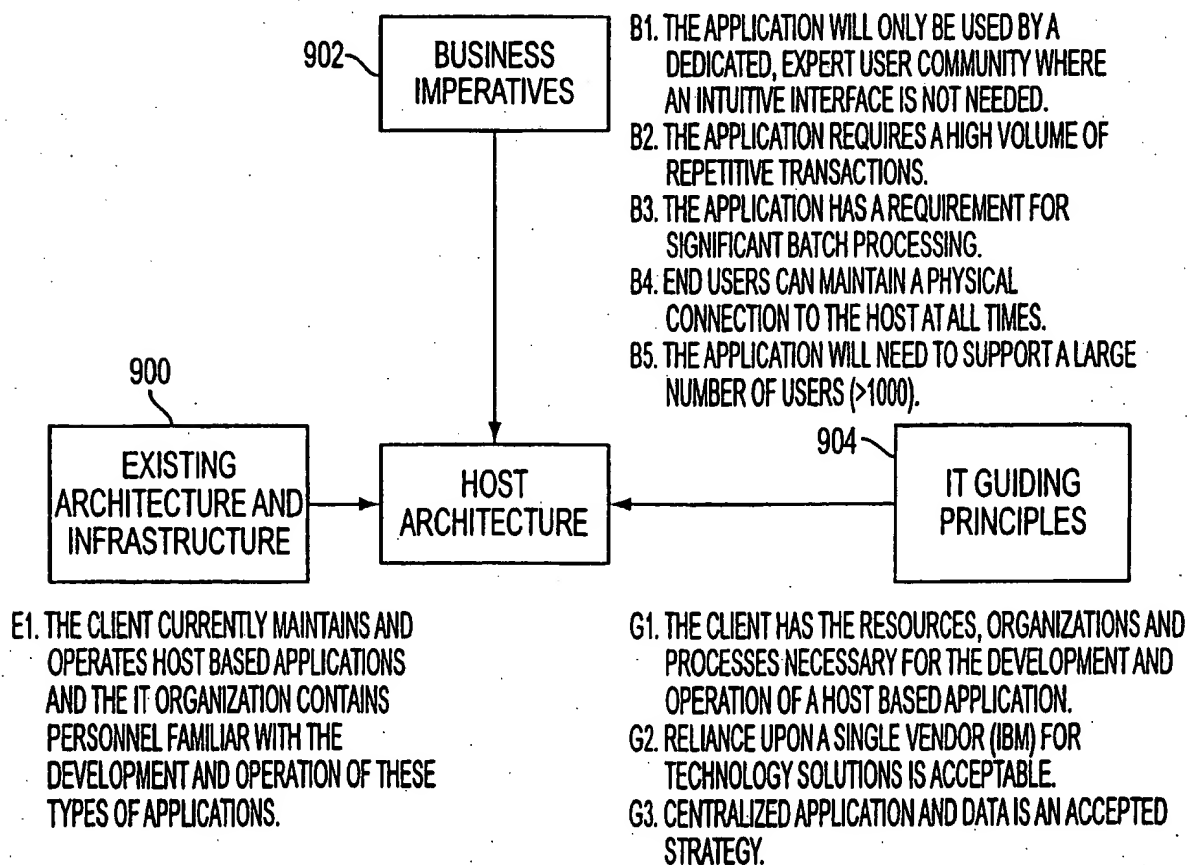 902
BUSINESS
IMPERATIVES
B1. THE APPLICATION WILL ONLY BE USED BY A
DEDICATED, EXPERT USER COMMUNITY WHERE
AN INTUITIVE INTERFACE IS NOT NEEDED.
B2. THE APPLICATION REQUIRES A HIGH VOLUME OF
REPETITIVE TRANSACTIONS.
B3. THE APPLICATION HAS A REQUIREMENT FOR
SIGNIFICANT BATCH PROCESSING.
B4. END USERS CAN MAINTAIN A PHYSICAL
CONNECTION TO THE HOST AT ALL TIMES.
B5. THE APPLICATION WILL NEED TO SUPPORT A LARGE
NUMBER OF USERS (>1000).
900
EXISTING
ARCHITECTURE AND
INFRASTRUCTURE
HOST
ARCHITECTURE
904
IT GUIDING
PRINCIPLES
E1. THE CLIENT CURRENTLY MAINTAINS AND
OPERATES HOST BASED APPLICATIONS
AND THE IT ORGANIZATION CONTAINS
PERSONNEL FAMILIAR WITH THE
DEVELOPMENT AND OPERATION OF THESE
TYPES OF APPLICATIONS.
G1. THE CLIENT HAS THE RESOURCES, ORGANIZATIONS AND
PROCESSES NECESSARY FOR THE DEVELOPMENT AND
OPERATION OF A HOST BASED APPLICATION.
G2. RELIANCE UPON A SINGLE VENDOR (IBM) FOR
TECHNOLOGY SOLUTIONS IS ACCEPTABLE.
G3. CENTRALIZED APPLICATION AND DATA IS AN ACCEPTED
STRATEGY.